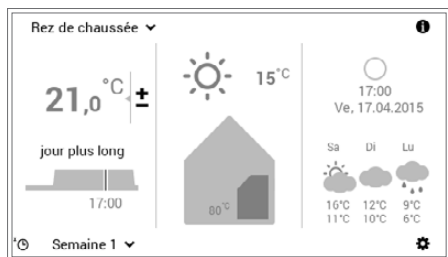 Rez de chaussée
21,0 °C
±
jour plus long
17:00
Semaine 1
15°C
80°C
17:00
Ve, 17.04.2015
Sa Di Lu
16°C 12°C 9°C
11°C 10°C 6°C